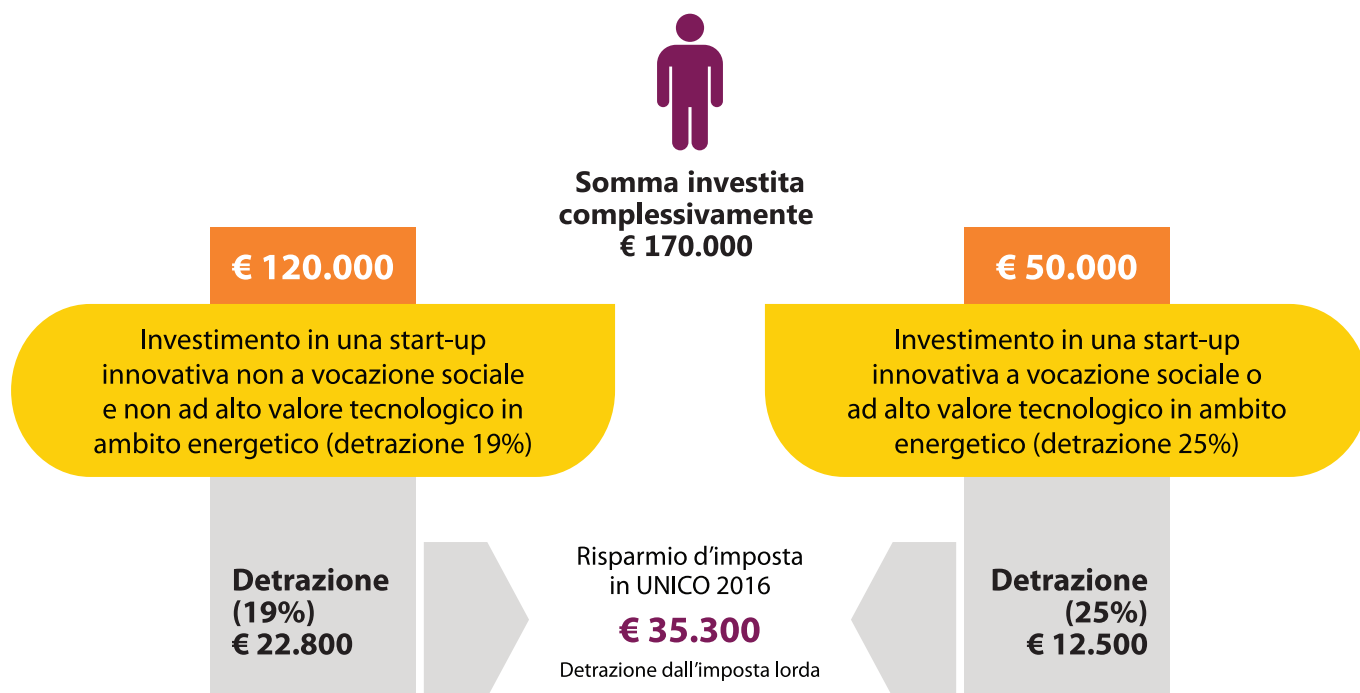 Somma investita
complessivamente
€ 170.000
€ 120.000
Investimento in una start-up
innovativa non a vocazione sociale
e non ad alto valore tecnologico in
ambito energetico (detrazione 19%)
Detrazione
(19%)
€ 22.800
€ 50.000
Investimento in una start-up
innovativa a vocazione sociale o
ad alto valore tecnologico in ambito
energetico (detrazione 25%)
Detrazione
(25%)
€ 12.500
Risparmio d’imposta
in UNICO 2016
€ 35.300
Detrazione dall’imposta lorda